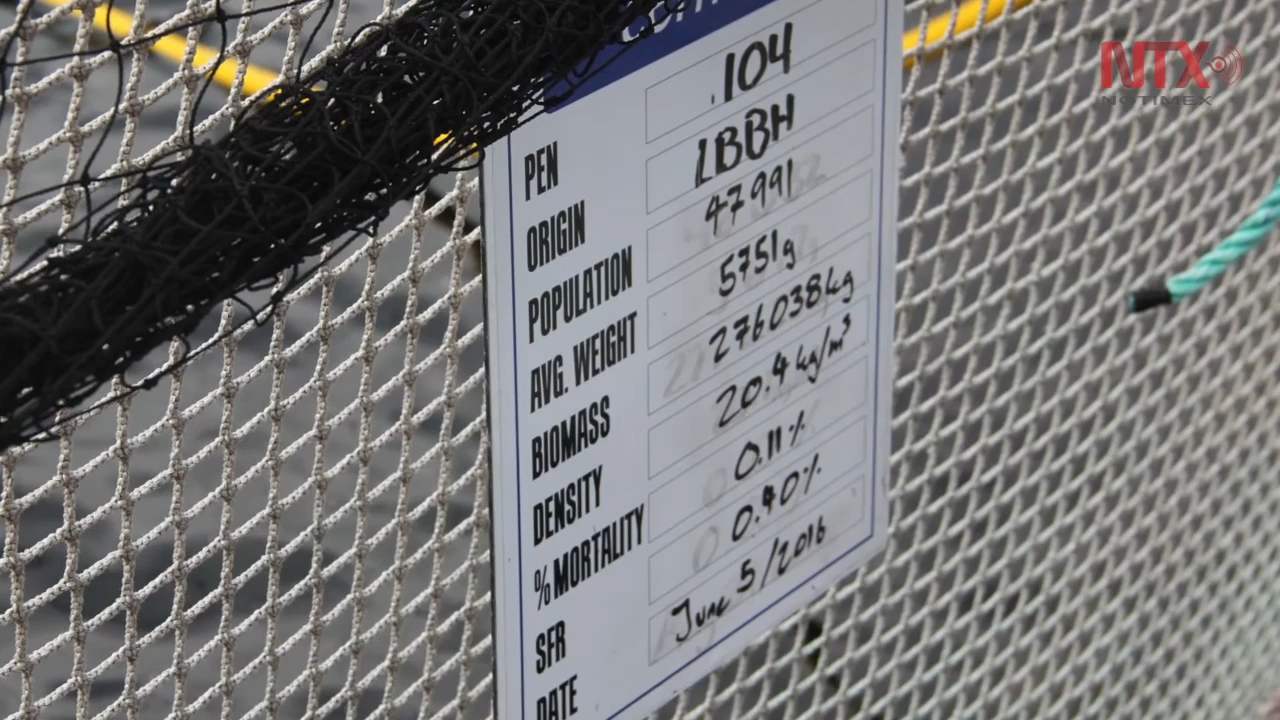 PEN 104
ORIGIN LBBH
POPULATION 47991
AVG. WEIGHT 5751g
BIOMASS 276038kg
DENSITY 20.4 kg/m³
% MORTALITY 0.11%
SFR 0.40%
DATE June 5/2016
NTX
NOTIMEX